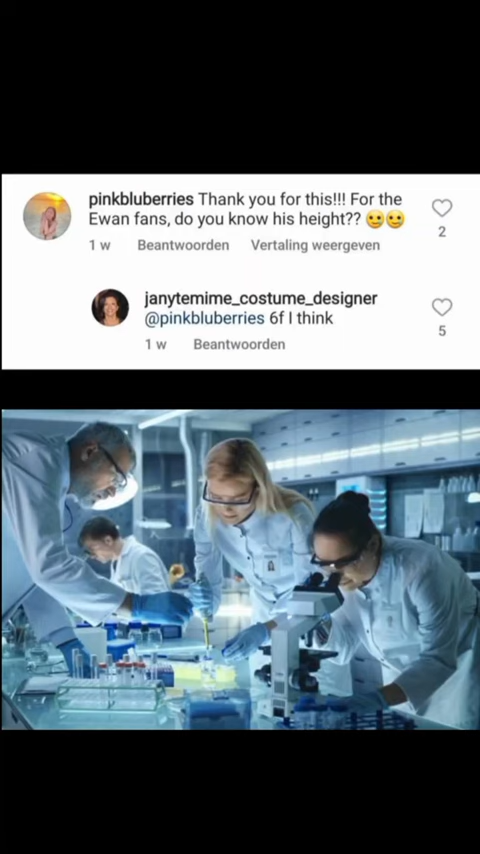 pinkbluberries Thank you for this!!! For the
Ewan fans, do you know his height?? 🙂🙂
2
1 w Beantwoorden Vertaling weergeven
janytemime_costume_designer
@pinkbluberries 6f I think
5
1 w Beantwoorden